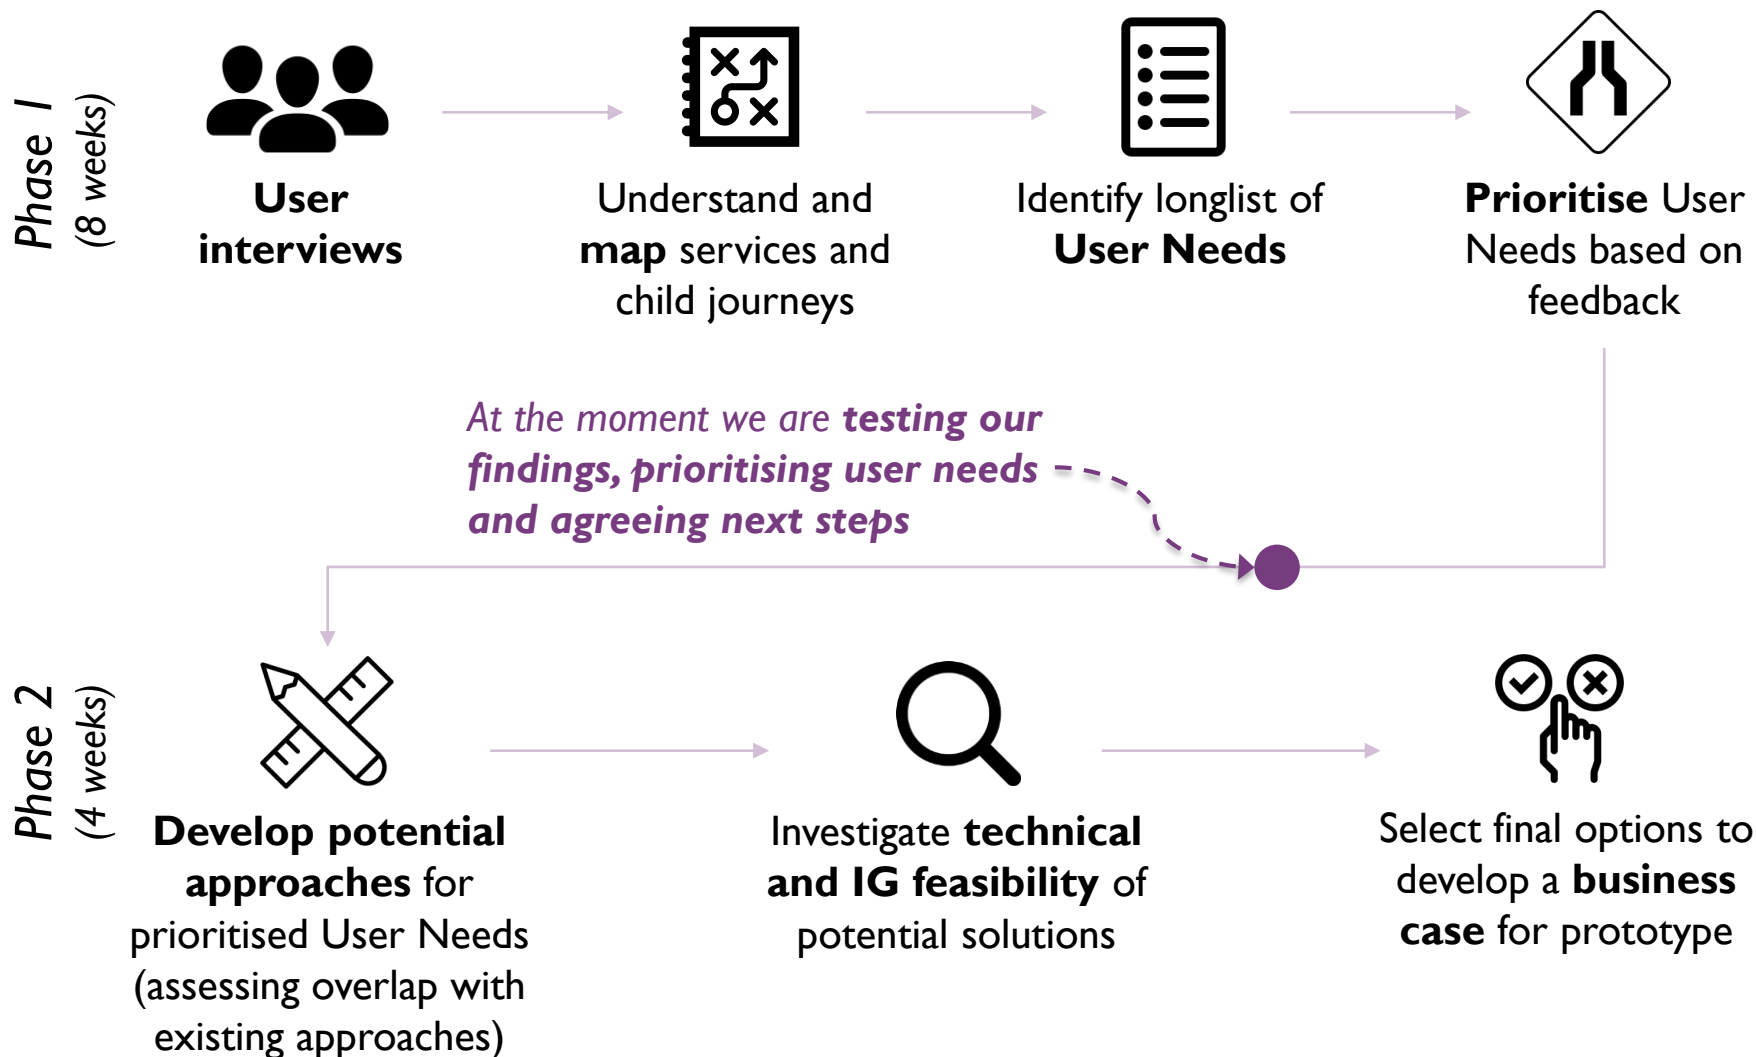 Phase 1
(8 weeks)
User
interviews
Understand and
map services and
child journeys
Identify longlist of
User Needs
Prioritise User
Needs based on
feedback
At the moment we are testing our
findings, prioritising user needs
and agreeing next steps
Phase 2
(4 weeks)
Develop potential
approaches for
prioritised User Needs
(assessing overlap with
existing approaches)
Investigate technical
and IG feasibility of
potential solutions
Select final options to
develop a business
case for prototype